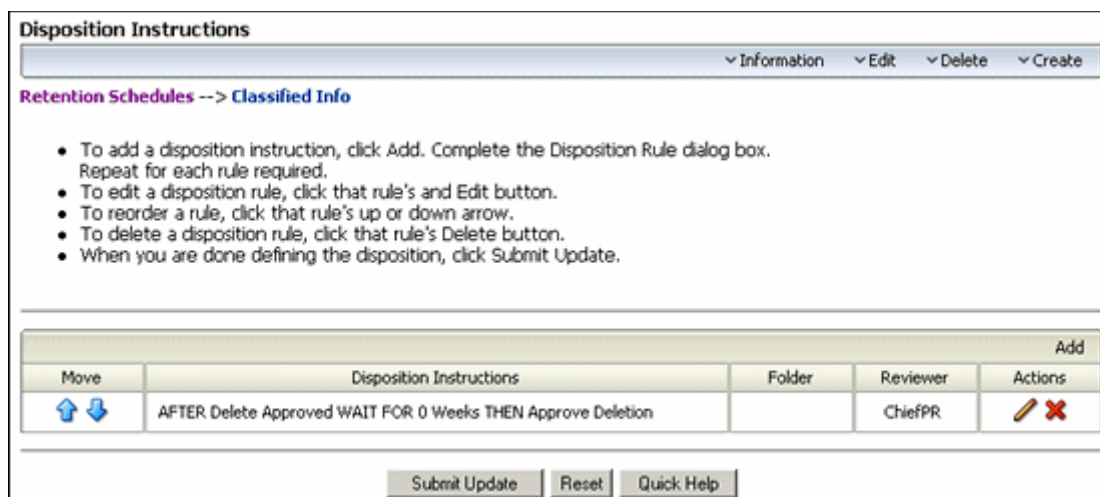 Disposition Instructions
Information Edit Delete Create
Retention Schedules --> Classified Info
• To add a disposition instruction, click Add. Complete the Disposition Rule dialog box.
Repeat for each rule required.
• To edit a disposition rule, click that rule's and Edit button.
• To reorder a rule, click that rule's up or down arrow.
• To delete a disposition rule, click that rule's Delete button.
• When you are done defining the disposition, click Submit Update.
Add
Move Disposition Instructions Folder Reviewer Actions
AFTER Delete Approved WAIT FOR 0 Weeks THEN Approve Deletion ChiefPR
Submit Update Reset Quick Help